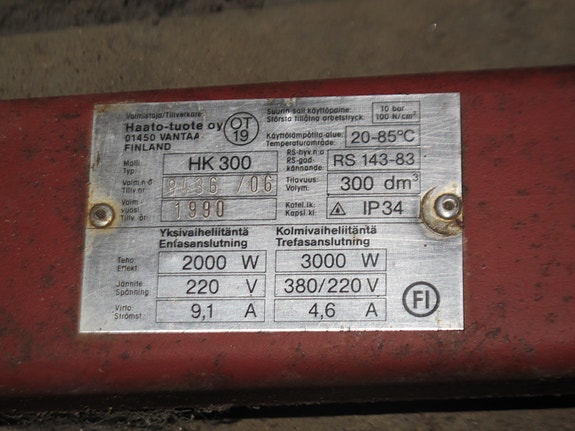 Valmistaja/Tillverkare:
Haato-tuote oy
01450 VANTAA
FINLAND
OT
19
Suurin sall. käyttöpaine:
Största tillåtna arbetstryck.
10 bar
100 N/cm²
Käyttölämpötila-alue:
Temperaturområde:
20-85°C
Malli
Typ:
HK 300
RS-hyv.n:o
RS-god-
kännande:
RS 143-83
Valm.n:o
Tillv.nr
8436 /06
Tilavuus:
Volym.
300 dm³
Valm.-
vuosi
Tillv. år:
1990
Kotel.lk
Kapsl.kl:
IP34
Yksivaiheliitäntä
Enfasanslutning
Kolmivaiheliitäntä
Trefasanslutning
Teho:
Effekt
2000 W
3000 W
Jännite
Spänning
220 V
380/220 V
Virta:
Strömst.
9,1 A
4,6 A
FI